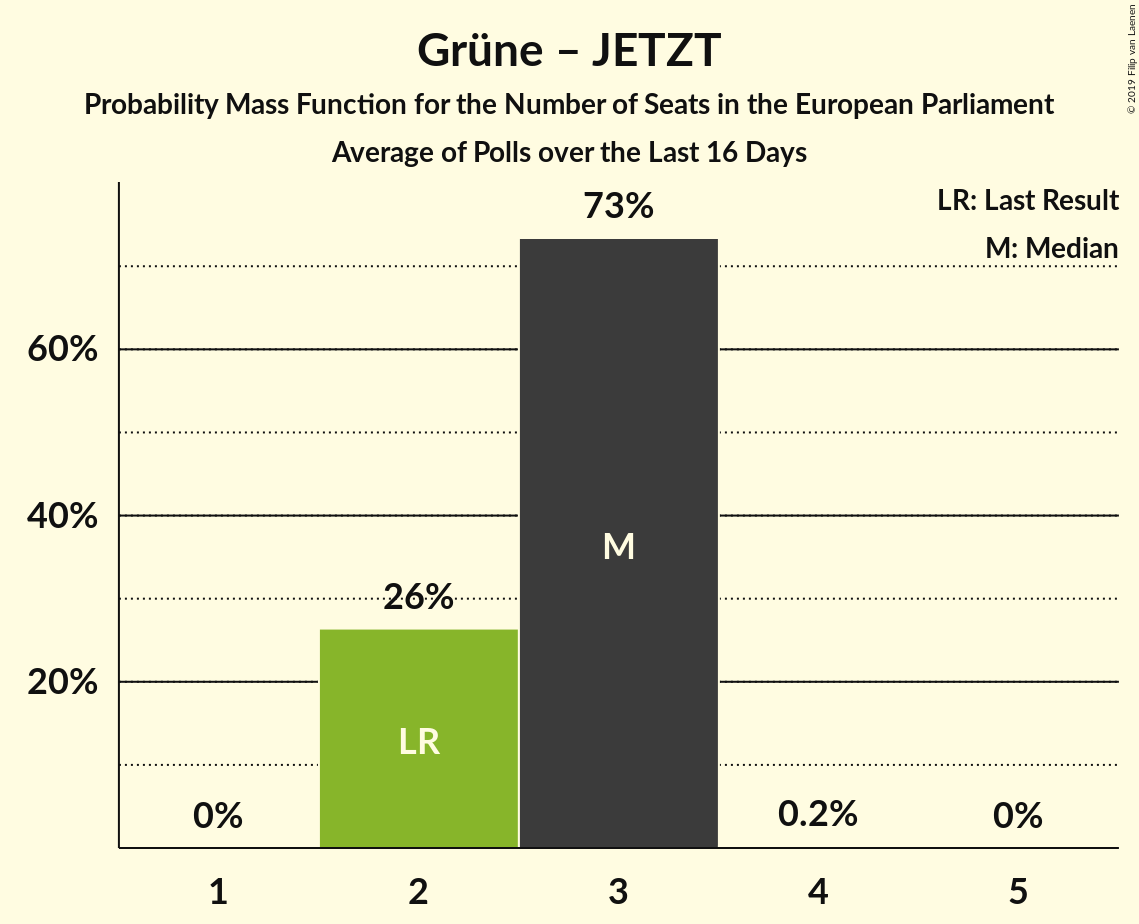 Grüne – JETZT
Probability Mass Function for the Number of Seats in the European Parliament
Average of Polls over the Last 16 Days
© 2019 Filip van Laenen
LR: Last Result
M: Median
73%
60%
40%
M
26%
20%
LR
0%
0.2%
0%
1 2 3 4 5